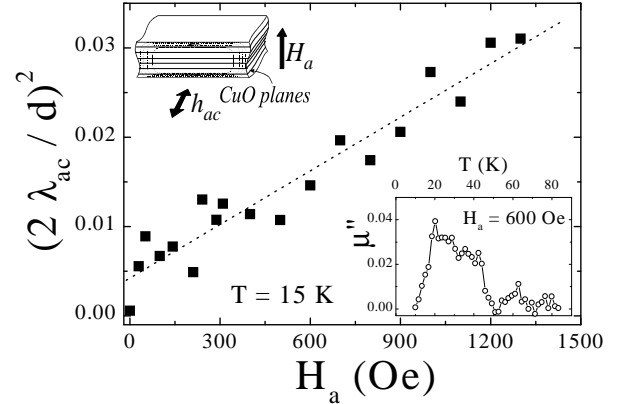 (2 λac / d)²
0.03
0.02
0.01
0.00
Ha
hac
CuO planes
T (K)
0 20 40 60 80
μ"
0.04
0.02
0.00
Ha = 600 Oe
T = 15 K
0 300 600 900 1200 1500
Ha (Oe)